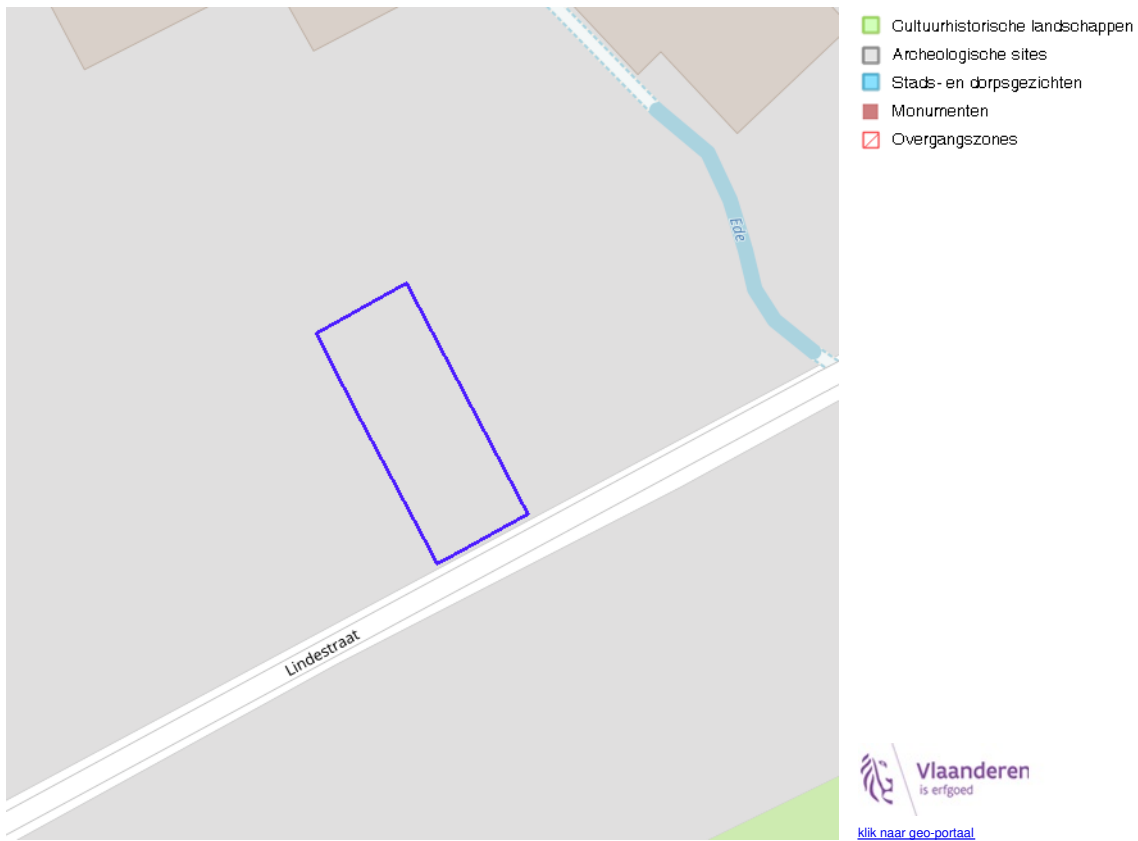 Cultuurhistorische landschappen
Archeologische sites
Stads- en dorpsgezichten
Monumenten
Overgangszones
Ede
Lindestraat
Vlaanderen
is erfgoed
klik naar geo-portaal